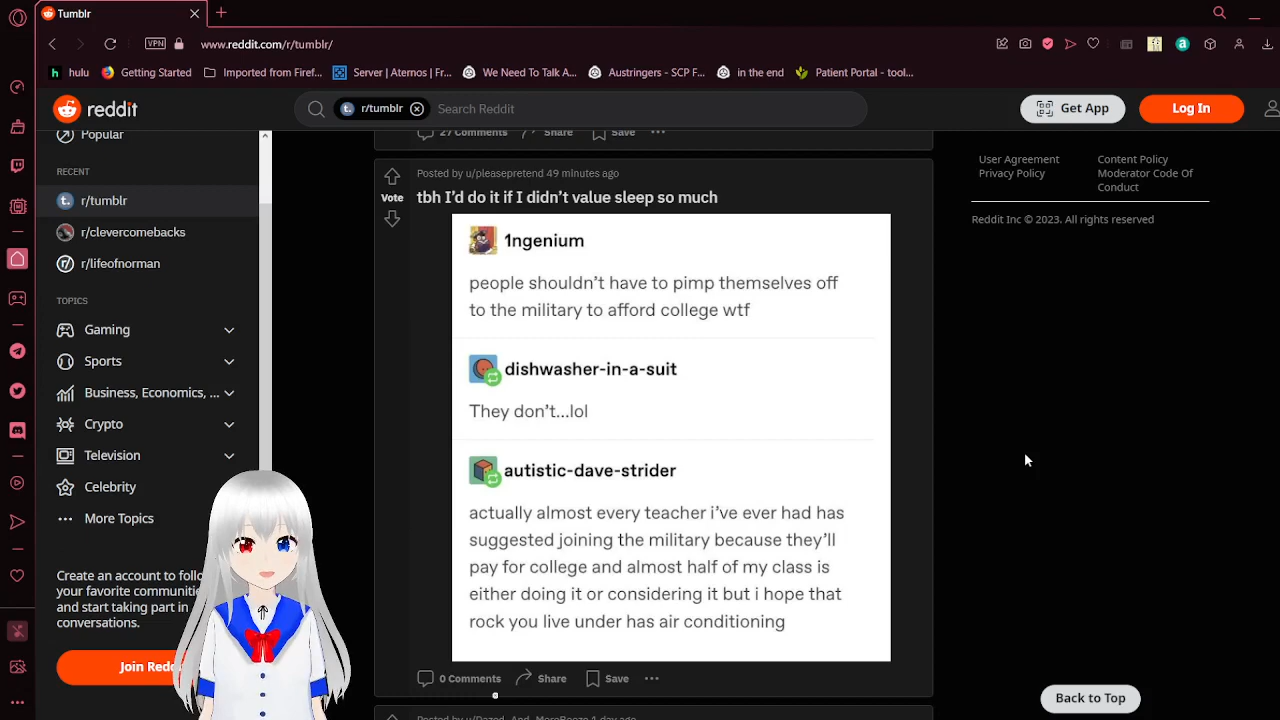 Tumblr
VPN
www.reddit.com/r/tumblr/
hulu
Getting Started
Imported from Firef...
Server | Aternos | Fr...
We Need To Talk A...
Austringers - SCP F...
in the end
Patient Portal - tool...
reddit
r/tumblr
Search Reddit
Get App
Log In
Popular
RECENT
r/tumblr
r/clevercomebacks
r/lifeofnorman
TOPICS
Gaming
Sports
Business, Economics, ...
Crypto
Television
Celebrity
More Topics
Create an account to follo
your favorite communiti
and start taking part in
conversations.
Join Redd
27 Comments
Share
Save
Posted by u/pleasepretend 49 minutes ago
Vote
tbh I'd do it if I didn't value sleep so much
1ngenium
people shouldn't have to pimp themselves off
to the military to afford college wtf
dishwasher-in-a-suit
They don't...lol
autistic-dave-strider
actually almost every teacher i've ever had has
suggested joining the military because they'll
pay for college and almost half of my class is
either doing it or considering it but i hope that
rock you live under has air conditioning
0 Comments
Share
Save
Posted by u/Dazed_And_MoreBooze 1 day ago
User Agreement
Content Policy
Privacy Policy
Moderator Code Of
Conduct
Reddit Inc © 2023. All rights reserved
Back to Top